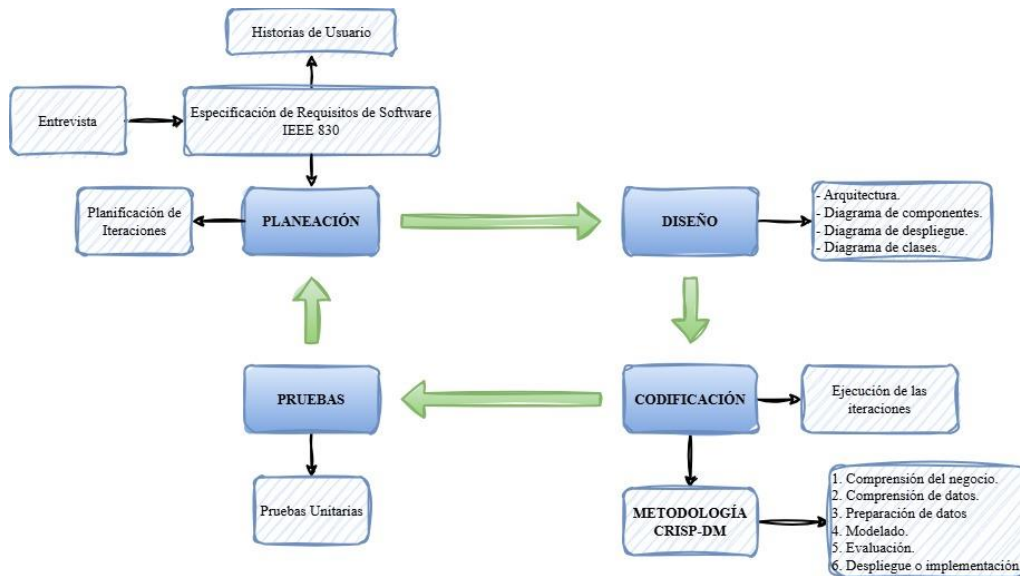 Historias de Usuario
Entrevista
Especificación de Requisitos de Software
IEEE 830
Planificación de
Iteraciones
PLANEACIÓN
DISEÑO
- Arquitectura.
- Diagrama de componentes.
- Diagrama de despliegue.
- Diagrama de clases.
PRUEBAS
CODIFICACIÓN
Ejecución de las
iteraciones
Pruebas Unitarias
METODOLOGÍA
CRISP-DM
1. Comprensión del negocio.
2. Comprensión de datos.
3. Preparación de datos
4. Modelado.
5. Evaluación.
6. Despliegue o implementación